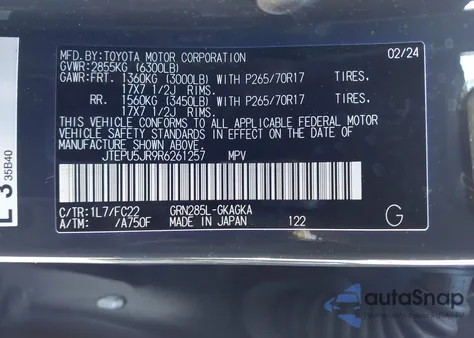 MFD.BY:TOYOTA MOTOR CORPORATION 02/24
GVWR:2855KG (6300LB)
GAWR:FRT. 1360KG (3000LB) WITH P265/70R17 TIRES.
17X7 1/2J RIMS.
RR. 1560KG (3450LB) WITH P265/70R17 TIRES.
17X7 1/2J RIMS.
THIS VEHICLE CONFORMS TO ALL APPLICABLE FEDERAL MOTOR
VEHICLE SAFETY STANDARDS IN EFFECT ON THE DATE OF
MANUFACTURE SHOWN ABOVE.
JTEPU5JR9R6261257 MPV
C/TR:1L7/FC22 GRN285L-GKAGKA
A/TM: /A750F MADE IN JAPAN 122 G
L 3
35B40
autoSnap